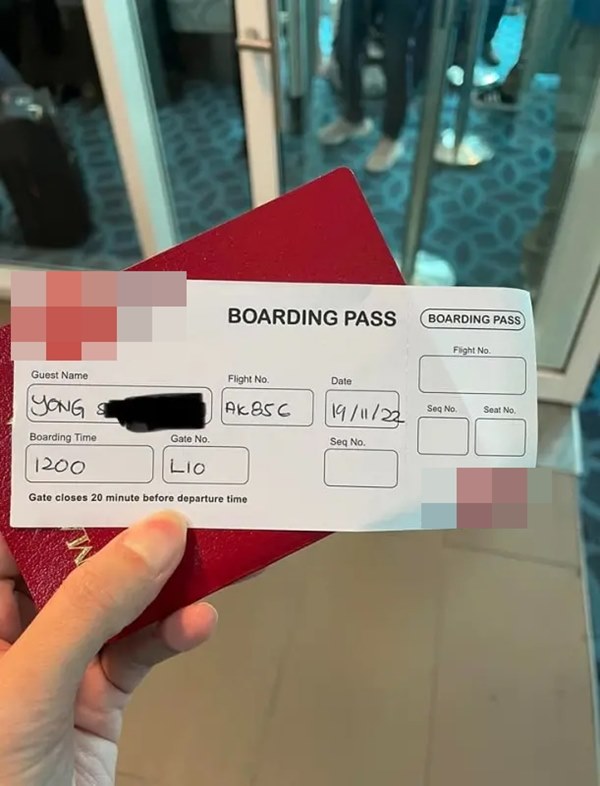 BOARDING PASS
BOARDING PASS
Flight No.
Guest Name
Flight No.
Date
YONG
AK856
19/11/22
Seq No.
Seat No.
Boarding Time
Gate No.
Seq No.
1200
L10
Gate closes 20 minute before departure time